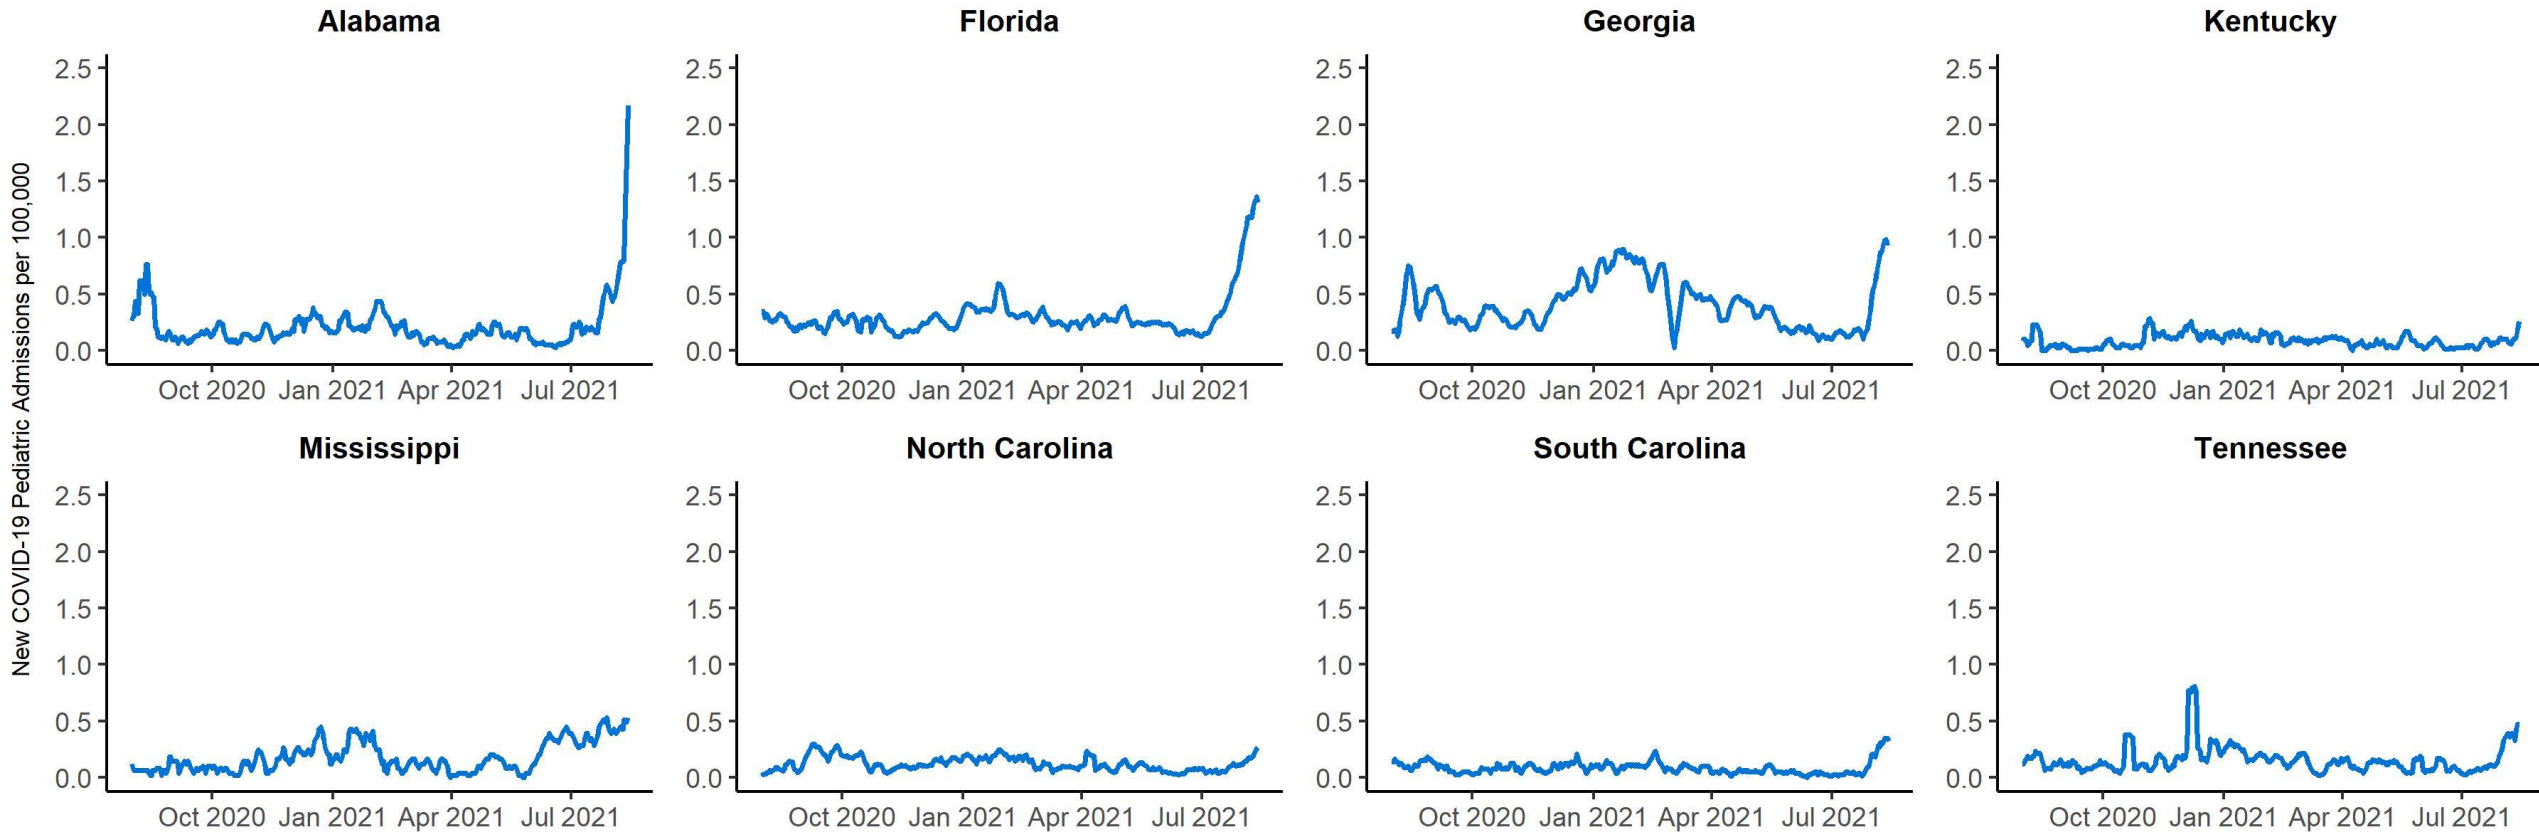 Alabama Florida Georgia Kentucky
New COVID-19 Pediatric Admissions per 100,000
2.5 2.5 2.5 2.5
2.0 2.0 2.0 2.0
1.5 1.5 1.5 1.5
1.0 1.0 1.0 1.0
0.5 0.5 0.5 0.5
0.0 0.0 0.0 0.0
Oct 2020 Jan 2021 Apr 2021 Jul 2021 Oct 2020 Jan 2021 Apr 2021 Jul 2021 Oct 2020 Jan 2021 Apr 2021 Jul 2021 Oct 2020 Jan 2021 Apr 2021 Jul 2021
Mississippi North Carolina South Carolina Tennessee
2.5 2.5 2.5 2.5
2.0 2.0 2.0 2.0
1.5 1.5 1.5 1.5
1.0 1.0 1.0 1.0
0.5 0.5 0.5 0.5
0.0 0.0 0.0 0.0
Oct 2020 Jan 2021 Apr 2021 Jul 2021 Oct 2020 Jan 2021 Apr 2021 Jul 2021 Oct 2020 Jan 2021 Apr 2021 Jul 2021 Oct 2020 Jan 2021 Apr 2021 Jul 2021